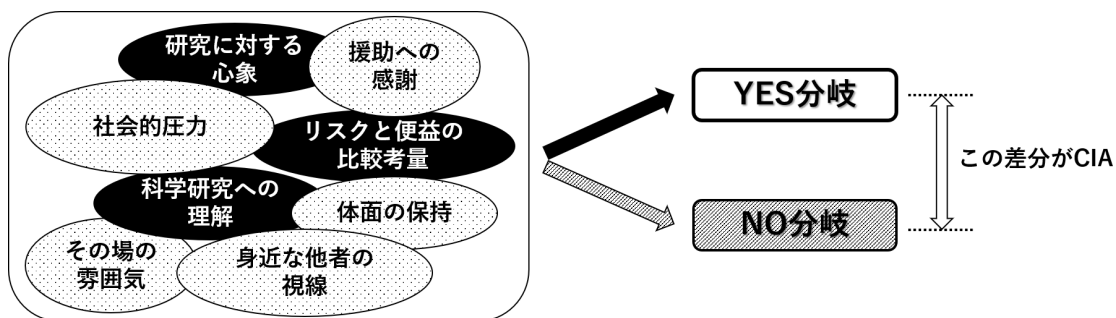 研究に対する
心象
援助への
感謝
社会的圧力
リスクと便益の
比較考量
科学研究への
理解
体面の保持
その場の
雰囲気
身近な他者の
視線
YES分岐
NO分岐
この差分がCIA